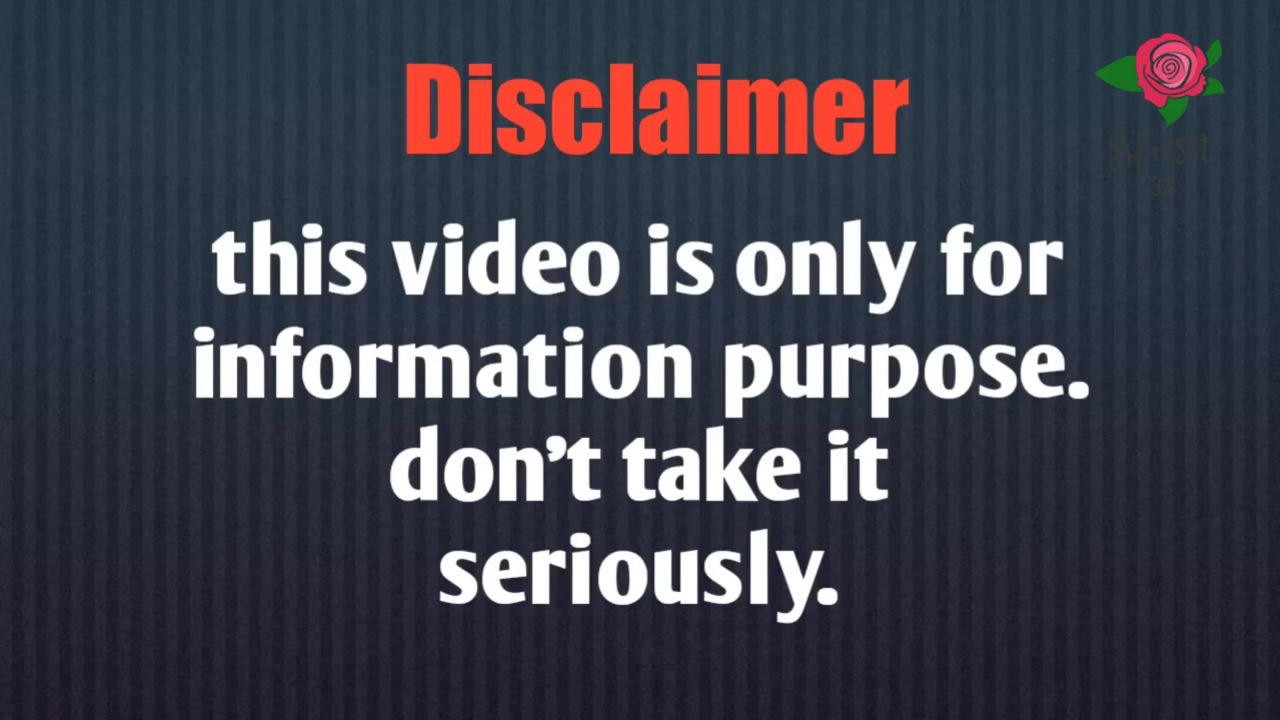 Disclaimer
this video is only for
information purpose.
don't take it
seriously.